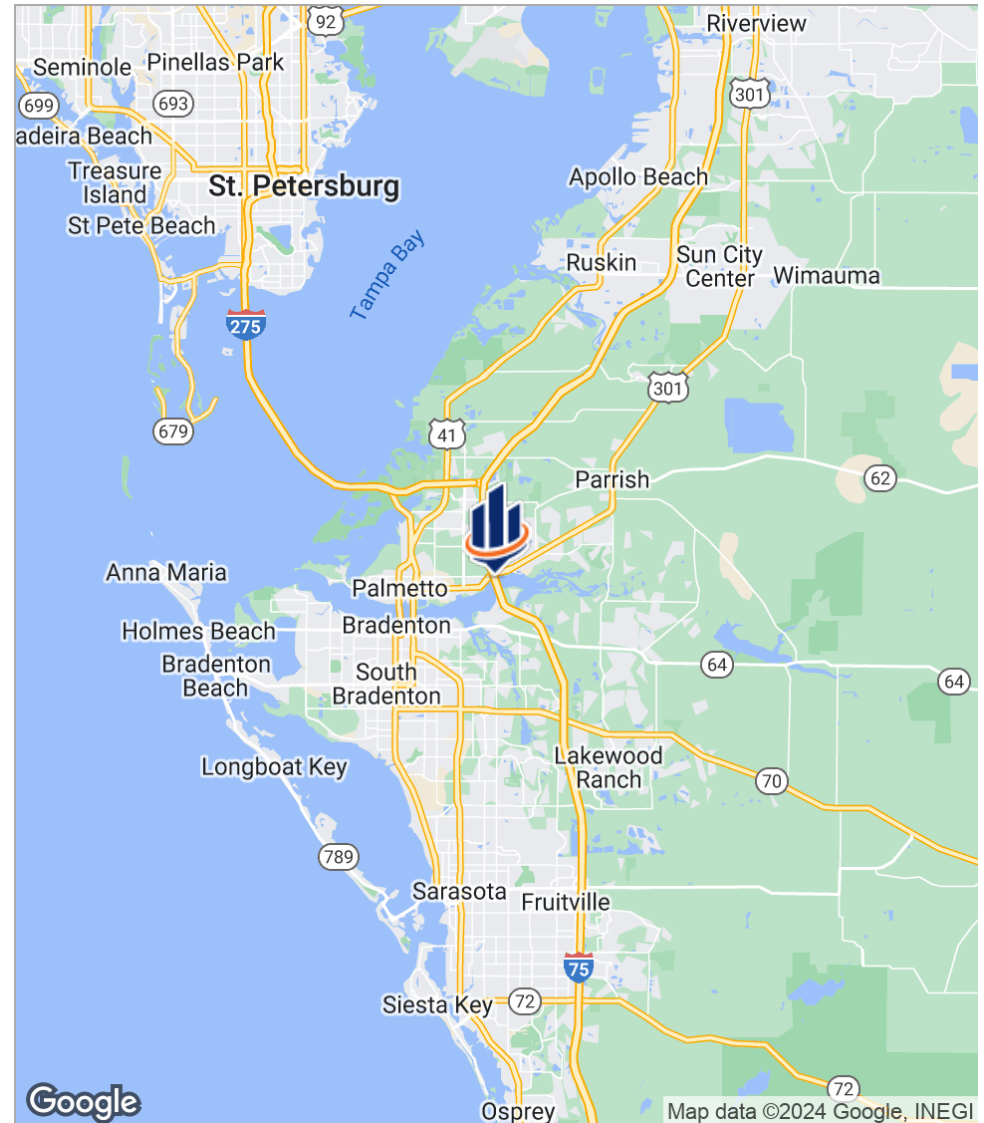 92
Riverview
Seminole
Pinellas Park
693
301
699
adeira Beach
Treasure
Island
St. Petersburg
Apollo Beach
St Pete Beach
Tampa Bay
Ruskin
Sun City
Center
Wimauma
275
301
679
41
Parrish
62
Anna Maria
Palmetto
Holmes Beach
Bradenton
Bradenton
Beach
South
Bradenton
64
64
Longboat Key
Lakewood
Ranch
70
789
Sarasota
Fruitville
75
Siesta Key
72
72
Google
Osprey
Map data ©2024 Google, INEGI